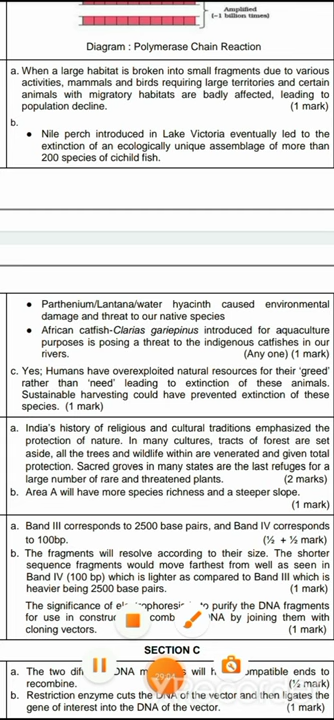 Amplified
(~1 billion times)
Diagram : Polymerase Chain Reaction
a. When a large habitat is broken into small fragments due to various
activities, mammals and birds requiring large territories and certain
animals with migratory habitats are badly affected, leading to
population decline. (1 mark)
b.
• Nile perch introduced in Lake Victoria eventually led to the
extinction of an ecologically unique assemblage of more than
200 species of cichild fish.
• Parthenium/Lantana/water hyacinth caused environmental
damage and threat to our native species
• African catfish-Clarias gariepinus introduced for aquaculture
purposes is posing a threat to the indigenous catfishes in our
rivers. (Any one) (1 mark)
c. Yes; Humans have overexploited natural resources for their 'greed'
rather than 'need' leading to extinction of these animals.
Sustainable harvesting could have prevented extinction of these
species. (1 mark)
a. India's history of religious and cultural traditions emphasized the
protection of nature. In many cultures, tracts of forest are set
aside, all the trees and wildlife within are venerated and given total
protection. Sacred groves in many states are the last refuges for a
large number of rare and threatened plants. (2 marks)
b. Area A will have more species richness and a steeper slope.
(1 mark)
a. Band III corresponds to 2500 base pairs, and Band IV corresponds
to 100bp. (½ + ½ mark)
b. The fragments will resolve according to their size. The shorter
sequence fragments would move farthest from well as seen in
Band IV (100 bp) which is lighter as compared to Band III which is
heavier being 2500 base pairs. (1 mark)
The significance of to purify the DNA fragments
for use in DNA by joining them with
cloning vectors. (1 mark)
SECTION C
a. The two DNA will ends to
recombine. (½ mark)
b. Restriction enzyme cuts the DNA of the vector and then ligates the
gene of interest into the DNA of the vector. (1 mark)
29:04